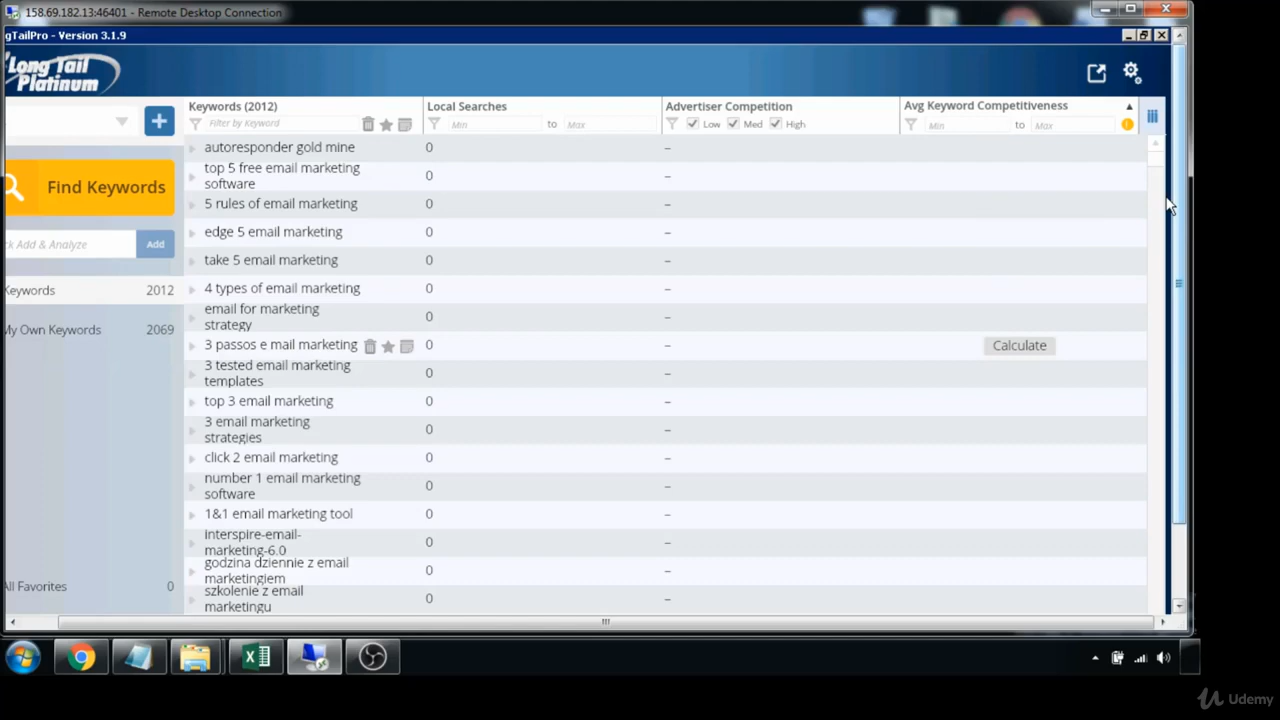 158.69.182.13:46401 - Remote Desktop Connection
gTailPro - Version 3.1.9
Long Tail
Platinum
Keywords (2012)
Local Searches
Advertiser Competition
Avg Keyword Competitiveness
Filter by Keyword
Min to Max
Low Med High
Min to Max
Find Keywords
ck Add & Analyze
Add
Keywords 2012
My Own Keywords 2069
All Favorites 0
autoresponder gold mine 0 –
top 5 free email marketing
software 0 –
5 rules of email marketing 0 –
edge 5 email marketing 0 –
take 5 email marketing 0 –
4 types of email marketing 0 –
email for marketing
strategy 0 –
3 passos e mail marketing 0 – Calculate
3 tested email marketing
templates 0 –
top 3 email marketing 0 –
3 email marketing
strategies 0 –
click 2 email marketing 0 –
number 1 email marketing
software 0 –
1&1 email marketing tool 0 –
interspire-email-
marketing-6.0 0 –
godzina dziennie z email
marketingiem 0 –
szkolenie z email
marketingu 0 –
Udemy